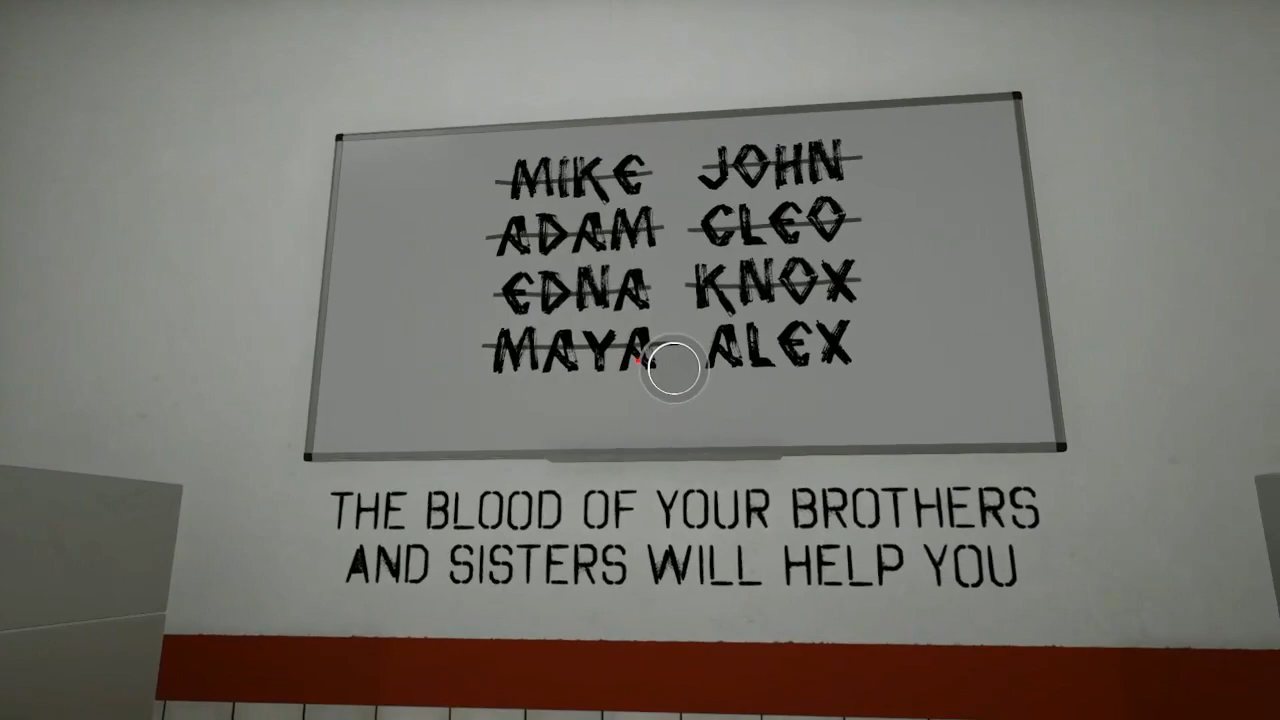 MIKE JOHN
ADAM CLEO
EDNA KNOX
MAYA ALEX
THE BLOOD OF YOUR BROTHERS
AND SISTERS WILL HELP YOU